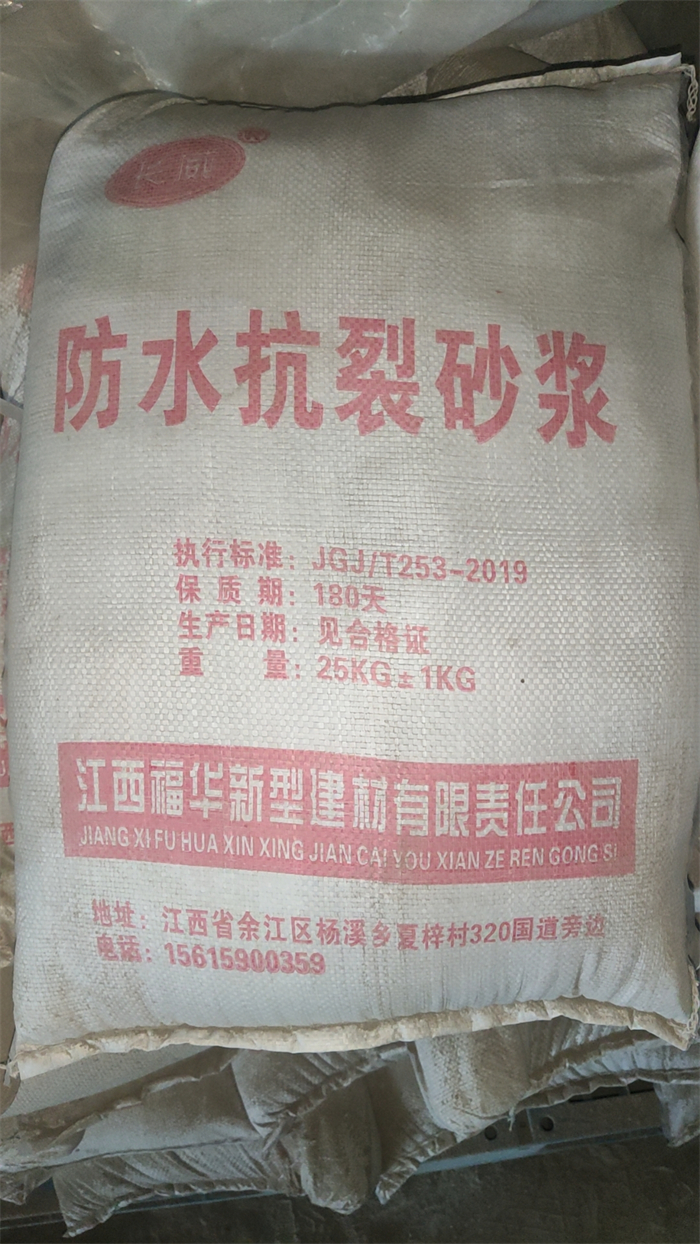 防水抗裂砂浆
执行标准：JGJ/T253-2019
保质期：180天
生产日期：见合格证
重量：25KG±1KG
江西福华新型建材有限责任公司
JIANG XI FU HUA XIN XING JIAN CAI YOU XIAN ZE REN GONG SI
地址：江西省余江区杨溪乡夏梓村320国道旁边
电话：15615900359